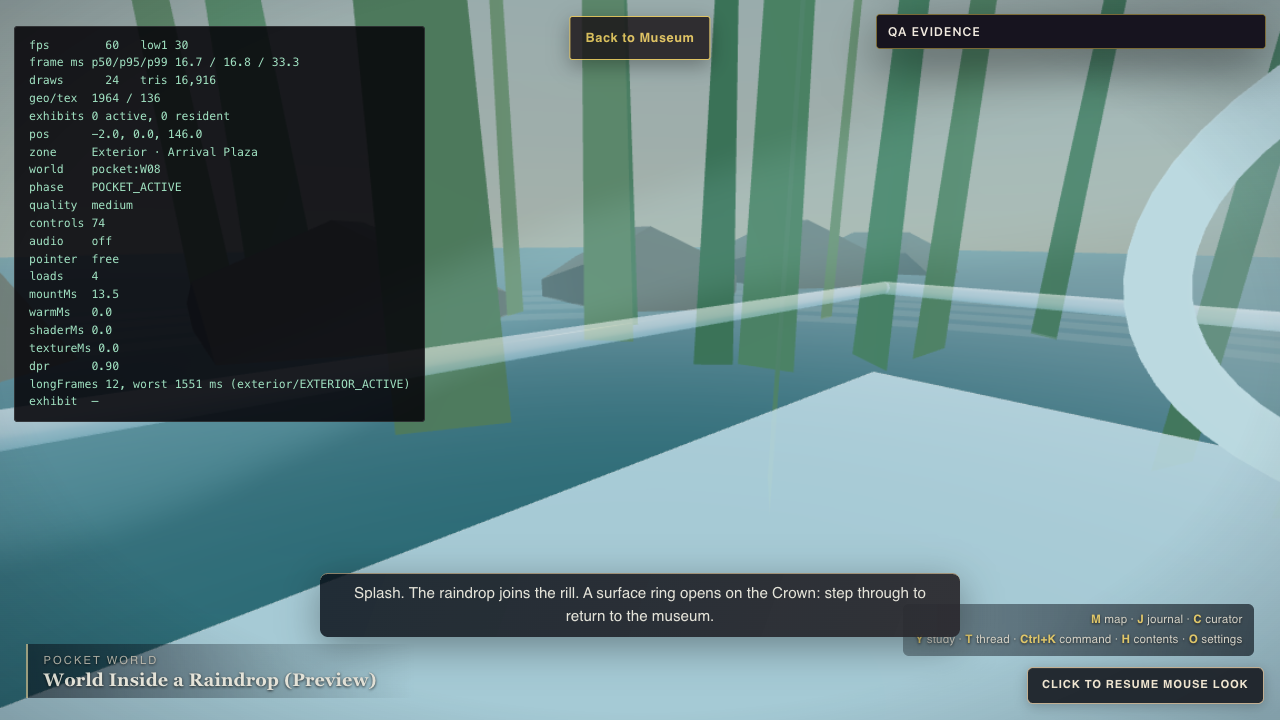 fps 60 low1 30
frame ms p50/p95/p99 16.7 / 16.8 / 33.3
draws 24 tris 16,916
geo/tex 1964 / 136
exhibits 0 active, 0 resident
pos −2.0, 0.0, 146.0
zone Exterior · Arrival Plaza
world pocket:W08
phase POCKET_ACTIVE
quality medium
controls 74
audio off
pointer free
loads 4
mountMs 13.5
warmMs 0.0
shaderMs 0.0
textureMs 0.0
dpr 0.90
longFrames 12, worst 1551 ms (exterior/EXTERIOR_ACTIVE)
exhibit —
Back to Museum
QA EVIDENCE
Splash. The raindrop joins the rill. A surface ring opens on the Crown: step through to
return to the museum.
M map · J journal · C curator
Y study · T thread · Ctrl+K command · H contents · O settings
POCKET WORLD
World Inside a Raindrop (Preview)
CLICK TO RESUME MOUSE LOOK